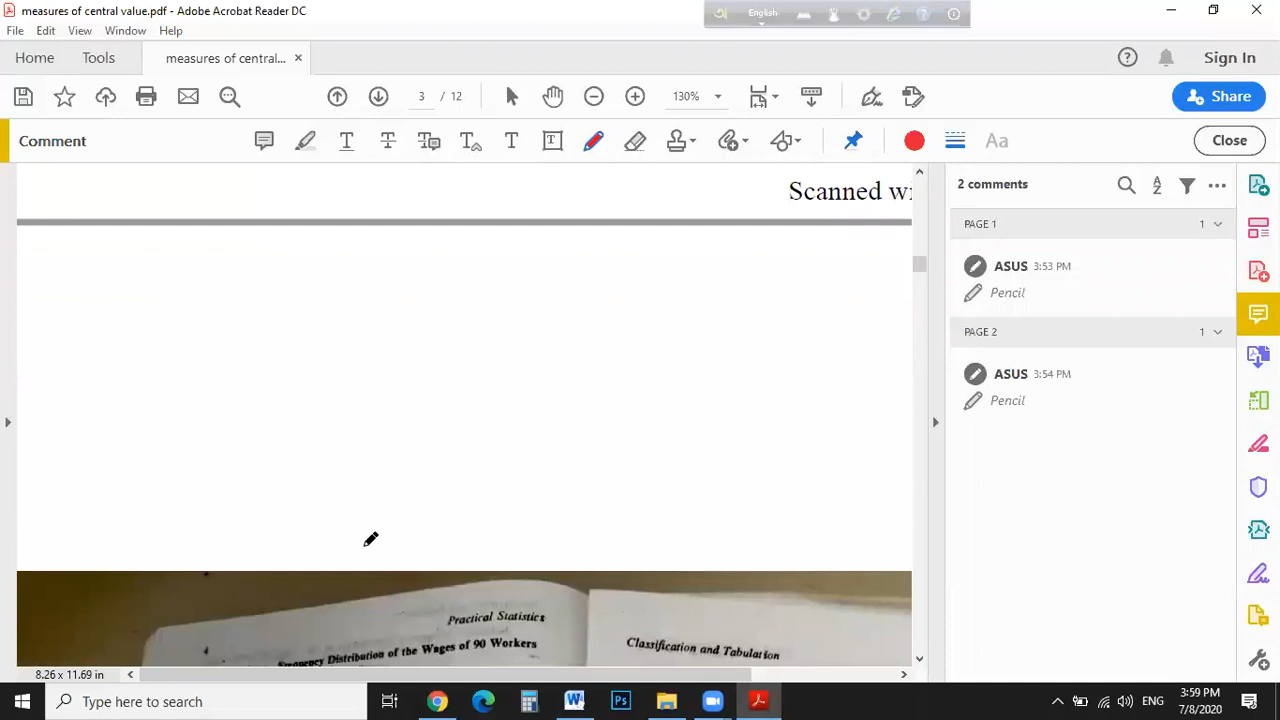 measures of central value.pdf - Adobe Acrobat Reader DC
English
File Edit View Window Help
Home Tools measures of central... × Sign In
3 / 12 130% Share
Comment Aa Close
Scanned wi
2 comments
PAGE 1 1
ASUS 3:53 PM
Pencil
PAGE 2 1
ASUS 3:54 PM
Pencil
Practical Statistics
4
Distribution of the Wages of 90 Workers
Classification and Tabulation
8.26 x 11.69 in
Type here to search
ENG
3:59 PM
7/8/2020